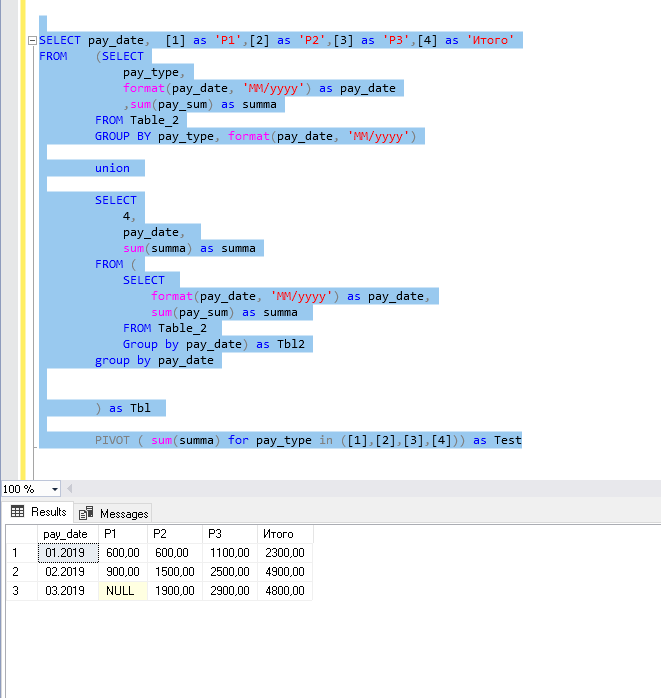 SELECT pay_date,  [1] as 'P1',[2] as 'P2',[3] as 'P3',[4] as 'Итого'
FROM    (SELECT
            pay_type,
            format(pay_date, 'MM/yyyy') as pay_date
            ,sum(pay_sum) as summa
        FROM Table_2
        GROUP BY pay_type, format(pay_date, 'MM/yyyy')
        union
        SELECT
            4,
            pay_date,
            sum(summa) as summa
        FROM (
            SELECT
                format(pay_date, 'MM/yyyy') as pay_date,
                sum(pay_sum) as summa
            FROM Table_2
            Group by pay_date) as Tbl2
        group by pay_date
        ) as Tbl
        PIVOT ( sum(summa) for pay_type in ([1],[2],[3],[4])) as Test
100 %
Results Messages
pay_date P1 P2 P3 Итого
1 01.2019 600,00 600,00 1100,00 2300,00
2 02.2019 900,00 1500,00 2500,00 4900,00
3 03.2019 NULL 1900,00 2900,00 4800,00